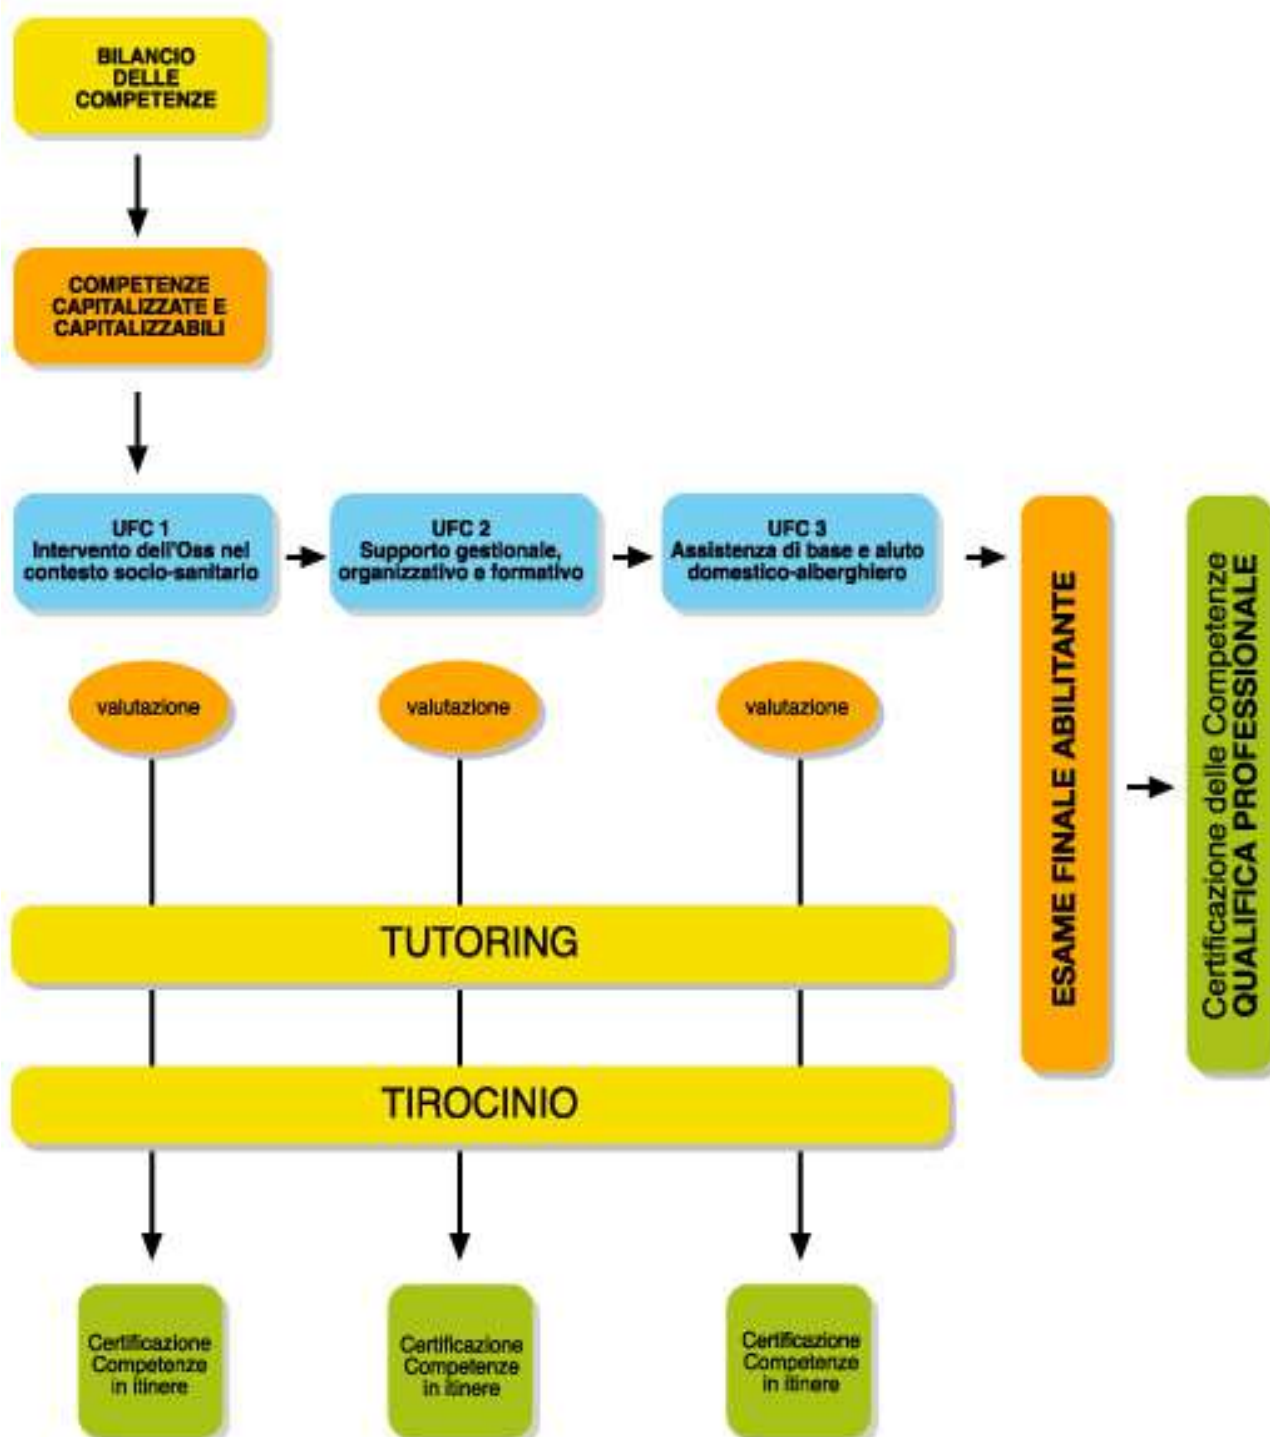 BILANCIO
DELLE
COMPETENZE
COMPETENZE
CAPITALIZZATE E
CAPITALIZZABILI
UFC 1
Intervento dell'Oss nel
contesto socio-sanitario
UFC 2
Supporto gestionale,
organizzativo e formativo
UFC 3
Assistenza di base e aiuto
domestico-alberghiero
valutazione
valutazione
valutazione
TUTORING
TIROCINIO
Certificazione
Competenze
in itinere
Certificazione
Competenze
in itinere
Certificazione
Competenze
in itinere
ESAME FINALE ABILITANTE
Certificazione delle Competenze
QUALIFICA PROFESSIONALE